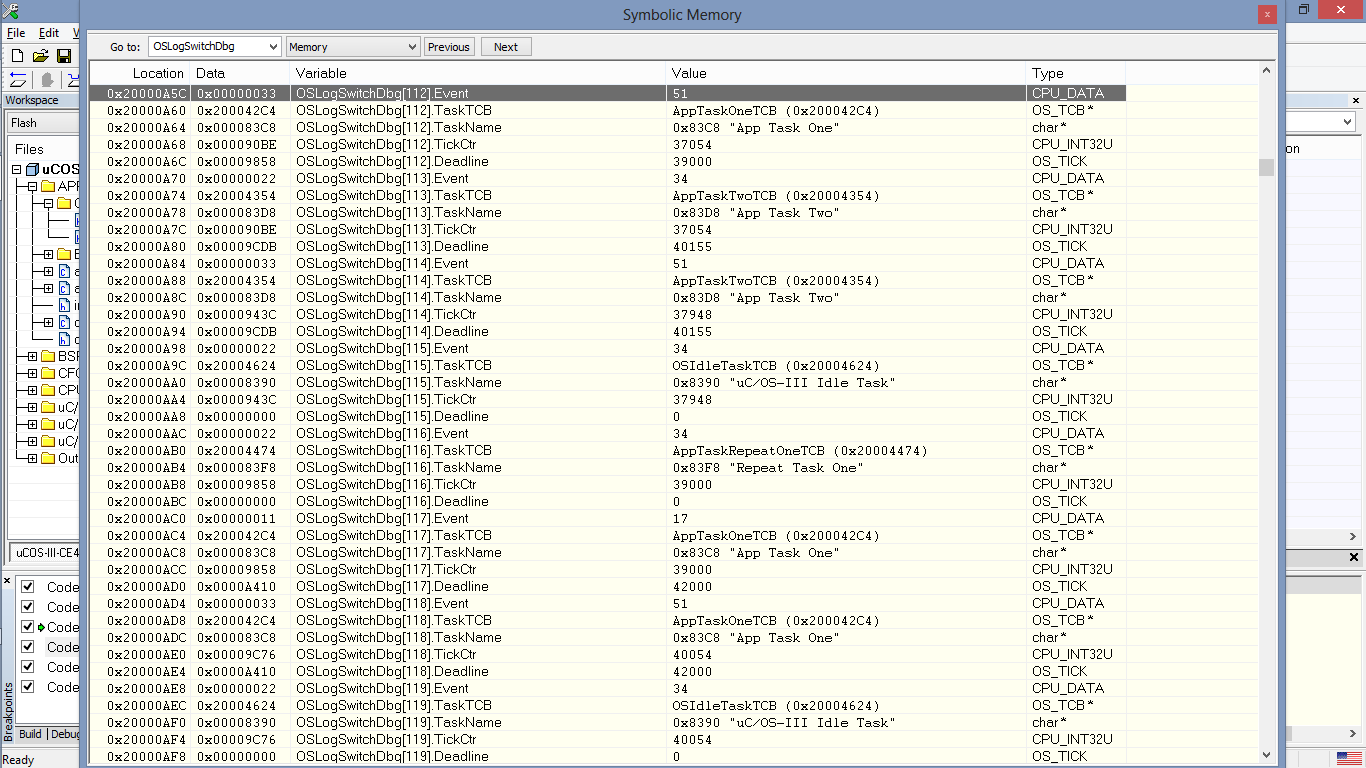 Symbolic Memory
x
File Edit V
Go to: OSLogSwitchDbg Memory Previous Next
Workspace
Flash
Files
uCOS
APP
BSP
CPU
uC/
uC/
uC/
Out
uCOS-III-CE4
Code
Code
Code
Code
Code
Code
Breakpoints
Build Debug
Ready
on
Location Data Variable Value Type
0x20000A5C 0x00000033 OSLogSwitchDbg[112].Event 51 CPU_DATA
0x20000A60 0x200042C4 OSLogSwitchDbg[112].TaskTCB AppTaskOneTCB (0x200042C4) OS_TCB*
0x20000A64 0x000083C8 OSLogSwitchDbg[112].TaskName 0x83C8 "App Task One" char*
0x20000A68 0x000090BE OSLogSwitchDbg[112].TickCtr 37054 CPU_INT32U
0x20000A6C 0x00009858 OSLogSwitchDbg[112].Deadline 39000 OS_TICK
0x20000A70 0x00000022 OSLogSwitchDbg[113].Event 34 CPU_DATA
0x20000A74 0x20004354 OSLogSwitchDbg[113].TaskTCB AppTaskTwoTCB (0x20004354) OS_TCB*
0x20000A78 0x000083D8 OSLogSwitchDbg[113].TaskName 0x83D8 "App Task Two" char*
0x20000A7C 0x000090BE OSLogSwitchDbg[113].TickCtr 37054 CPU_INT32U
0x20000A80 0x00009CDB OSLogSwitchDbg[113].Deadline 40155 OS_TICK
0x20000A84 0x00000033 OSLogSwitchDbg[114].Event 51 CPU_DATA
0x20000A88 0x20004354 OSLogSwitchDbg[114].TaskTCB AppTaskTwoTCB (0x20004354) OS_TCB*
0x20000A8C 0x000083D8 OSLogSwitchDbg[114].TaskName 0x83D8 "App Task Two" char*
0x20000A90 0x0000943C OSLogSwitchDbg[114].TickCtr 37948 CPU_INT32U
0x20000A94 0x00009CDB OSLogSwitchDbg[114].Deadline 40155 OS_TICK
0x20000A98 0x00000022 OSLogSwitchDbg[115].Event 34 CPU_DATA
0x20000A9C 0x20004624 OSLogSwitchDbg[115].TaskTCB OSIdleTaskTCB (0x20004624) OS_TCB*
0x20000AA0 0x00008390 OSLogSwitchDbg[115].TaskName 0x8390 "uC/OS-III Idle Task" char*
0x20000AA4 0x0000943C OSLogSwitchDbg[115].TickCtr 37948 CPU_INT32U
0x20000AA8 0x00000000 OSLogSwitchDbg[115].Deadline 0 OS_TICK
0x20000AAC 0x00000022 OSLogSwitchDbg[116].Event 34 CPU_DATA
0x20000AB0 0x20004474 OSLogSwitchDbg[116].TaskTCB AppTaskRepeatOneTCB (0x20004474) OS_TCB*
0x20000AB4 0x000083F8 OSLogSwitchDbg[116].TaskName 0x83F8 "Repeat Task One" char*
0x20000AB8 0x00009858 OSLogSwitchDbg[116].TickCtr 39000 CPU_INT32U
0x20000ABC 0x00000000 OSLogSwitchDbg[116].Deadline 0 OS_TICK
0x20000AC0 0x00000011 OSLogSwitchDbg[117].Event 17 CPU_DATA
0x20000AC4 0x200042C4 OSLogSwitchDbg[117].TaskTCB AppTaskOneTCB (0x200042C4) OS_TCB*
0x20000AC8 0x000083C8 OSLogSwitchDbg[117].TaskName 0x83C8 "App Task One" char*
0x20000ACC 0x00009858 OSLogSwitchDbg[117].TickCtr 39000 CPU_INT32U
0x20000AD0 0x0000A410 OSLogSwitchDbg[117].Deadline 42000 OS_TICK
0x20000AD4 0x00000033 OSLogSwitchDbg[118].Event 51 CPU_DATA
0x20000AD8 0x200042C4 OSLogSwitchDbg[118].TaskTCB AppTaskOneTCB (0x200042C4) OS_TCB*
0x20000ADC 0x000083C8 OSLogSwitchDbg[118].TaskName 0x83C8 "App Task One" char*
0x20000AE0 0x00009C76 OSLogSwitchDbg[118].TickCtr 40054 CPU_INT32U
0x20000AE4 0x0000A410 OSLogSwitchDbg[118].Deadline 42000 OS_TICK
0x20000AE8 0x00000022 OSLogSwitchDbg[119].Event 34 CPU_DATA
0x20000AEC 0x20004624 OSLogSwitchDbg[119].TaskTCB OSIdleTaskTCB (0x20004624) OS_TCB*
0x20000AF0 0x00008390 OSLogSwitchDbg[119].TaskName 0x8390 "uC/OS-III Idle Task" char*
0x20000AF4 0x00009C76 OSLogSwitchDbg[119].TickCtr 40054 CPU_INT32U
0x20000AF8 0x00000000 OSLogSwitchDbg[119].Deadline 0 OS_TICK